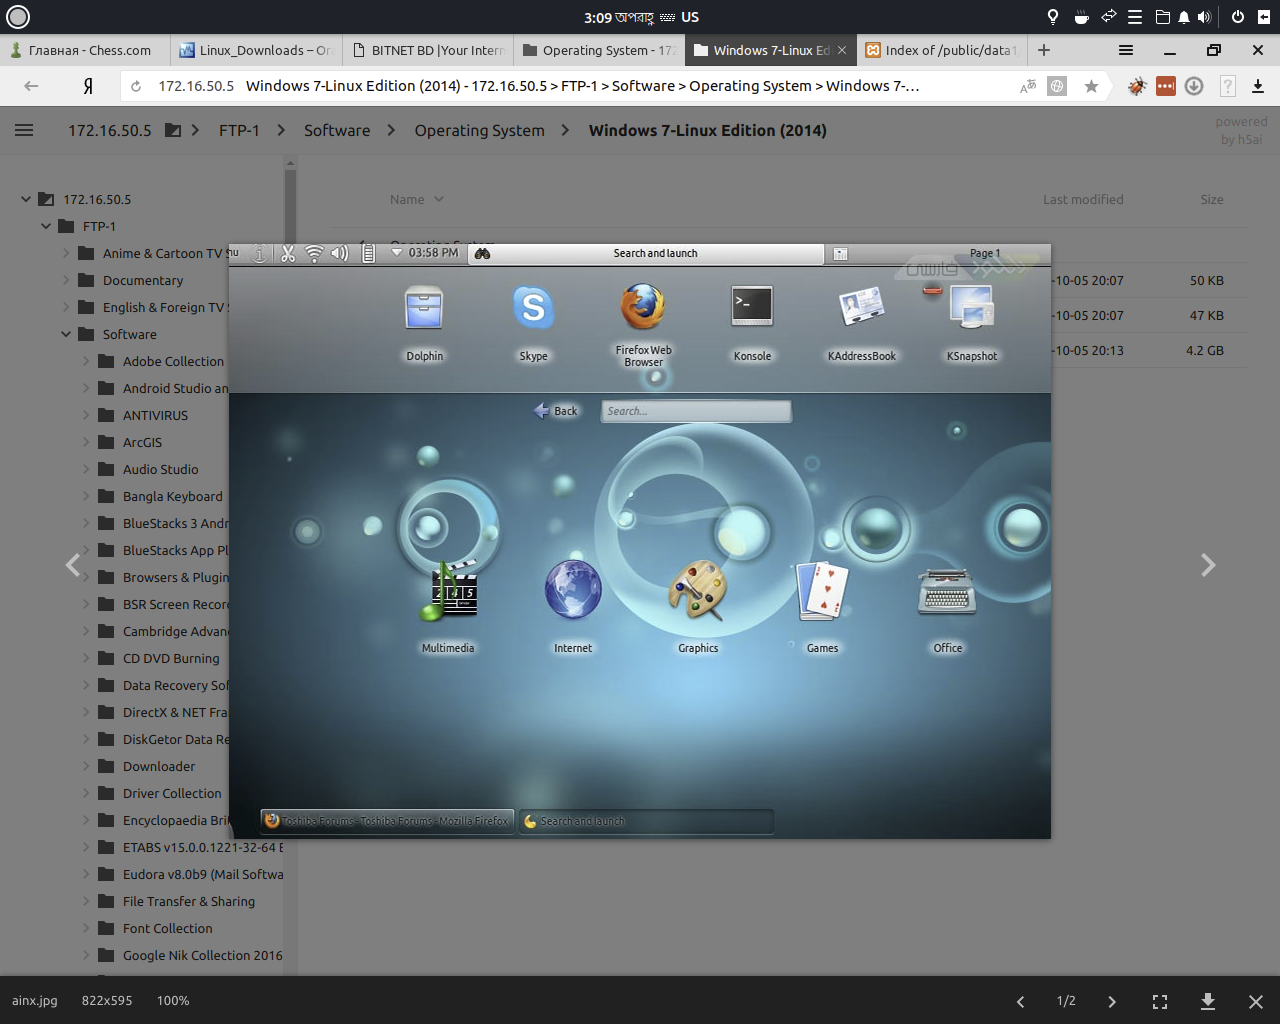 3:09 অপরাহ্ণ US
Главная - Chess.com
Linux_Downloads – Or
BITNET BD |Your Intern
Operating System - 172
Windows 7-Linux Ed
Index of /public/data1
Я
172.16.50.5 Windows 7-Linux Edition (2014) - 172.16.50.5 > FTP-1 > Software > Operating System > Windows 7-…
172.16.50.5 FTP-1 Software Operating System Windows 7-Linux Edition (2014)
powered
by h5ai
172.16.50.5
FTP-1
Anime & Cartoon TV S
Documentary
English & Foreign TV S
Software
Adobe Collection
Android Studio an
ANTIVIRUS
ArcGIS
Audio Studio
Bangla Keyboard
BlueStacks 3 Andr
BlueStacks App Pl
Browsers & Plugin
BSR Screen Record
Cambridge Advanc
CD DVD Burning
Data Recovery Sof
DirectX & NET Fra
DiskGetor Data Re
Downloader
Driver Collection
Encyclopaedia Bri
ETABS v15.0.0.1221-32-64 B
Eudora v8.0b9 (Mail Softwa
File Transfer & Sharing
Font Collection
Google Nik Collection 2016
Name Last modified Size
Operating System
-10-05 20:07 50 KB
-10-05 20:07 47 KB
-10-05 20:13 4.2 GB
03:58 PM
Search and launch
Page 1
Dolphin
Skype
Firefox Web
Browser
Konsole
KAddressBook
KSnapshot
Back
Search...
Multimedia
Internet
Graphics
Games
Office
Toshiba Forums - Toshiba Forums - Mozilla Firefox
Search and launch
ainx.jpg 822x595 100%
1/2